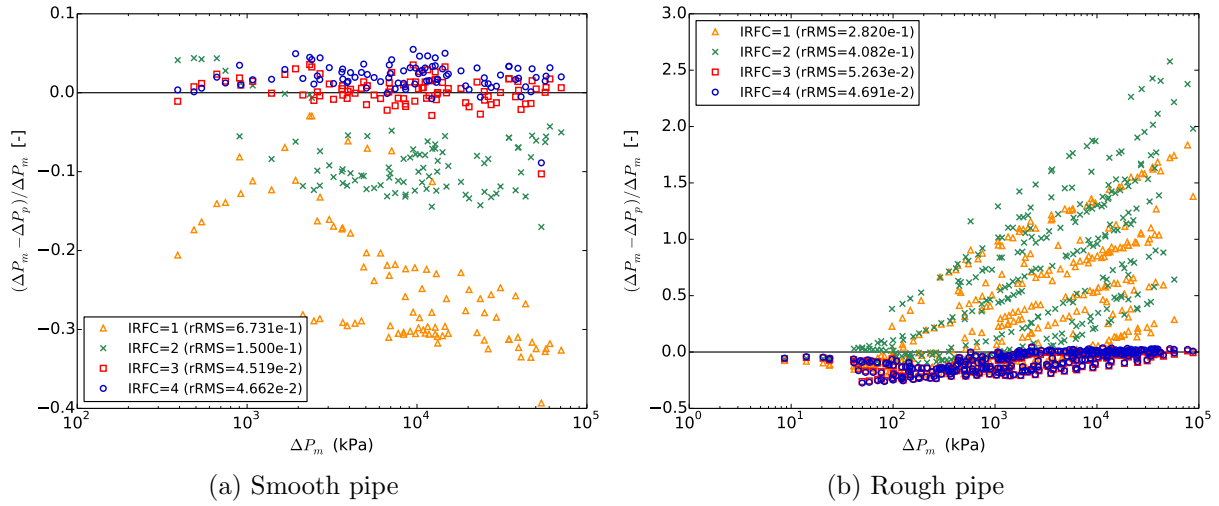 0.1
0.0
−0.1
−0.2
−0.3
−0.4
(ΔP_m − ΔP_p)/ΔP_m [-]
IRFC=1 (rRMS=6.731e-1)
IRFC=2 (rRMS=1.500e-1)
IRFC=3 (rRMS=4.519e-2)
IRFC=4 (rRMS=4.662e-2)
10^2
10^3
10^4
10^5
ΔP_m (kPa)
(a) Smooth pipe
3.0
2.5
2.0
1.5
1.0
0.5
0.0
−0.5
(ΔP_m − ΔP_p)/ΔP_m [-]
IRFC=1 (rRMS=2.820e-1)
IRFC=2 (rRMS=4.082e-1)
IRFC=3 (rRMS=5.263e-2)
IRFC=4 (rRMS=4.691e-2)
10^0
10^1
10^2
10^3
10^4
10^5
ΔP_m (kPa)
(b) Rough pipe